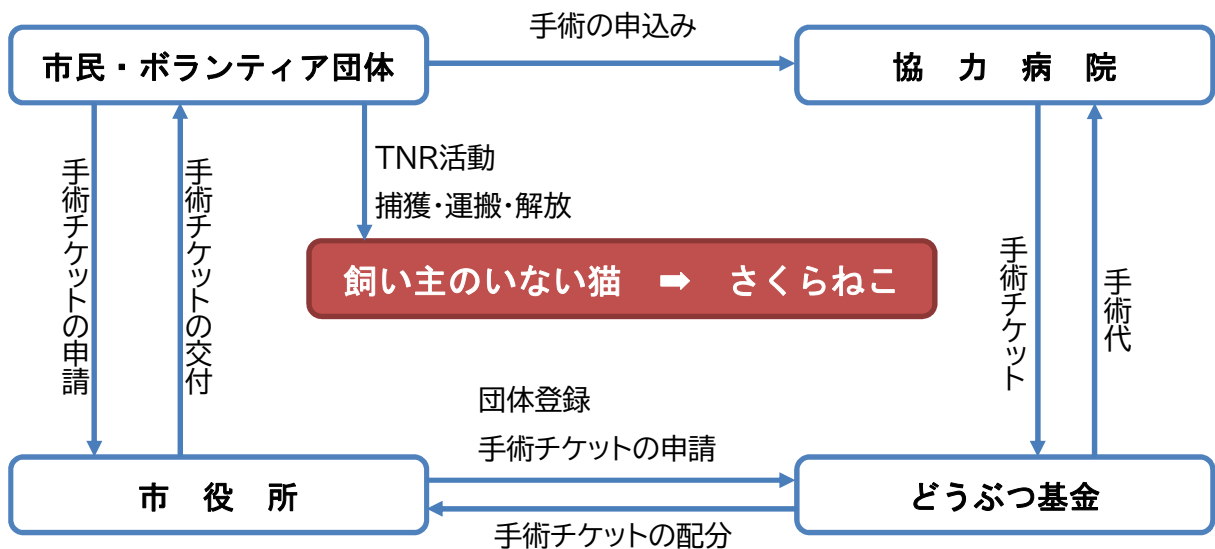 手術の申込み
市民・ボランティア団体
協　力　病　院
手術チケットの申請
手術チケットの交付
TNR活動
捕獲・運搬・解放
飼い主のいない猫　➡　さくらねこ
手術チケット
手術代
団体登録
手術チケットの申請
市　役　所
どうぶつ基金
手術チケットの配分